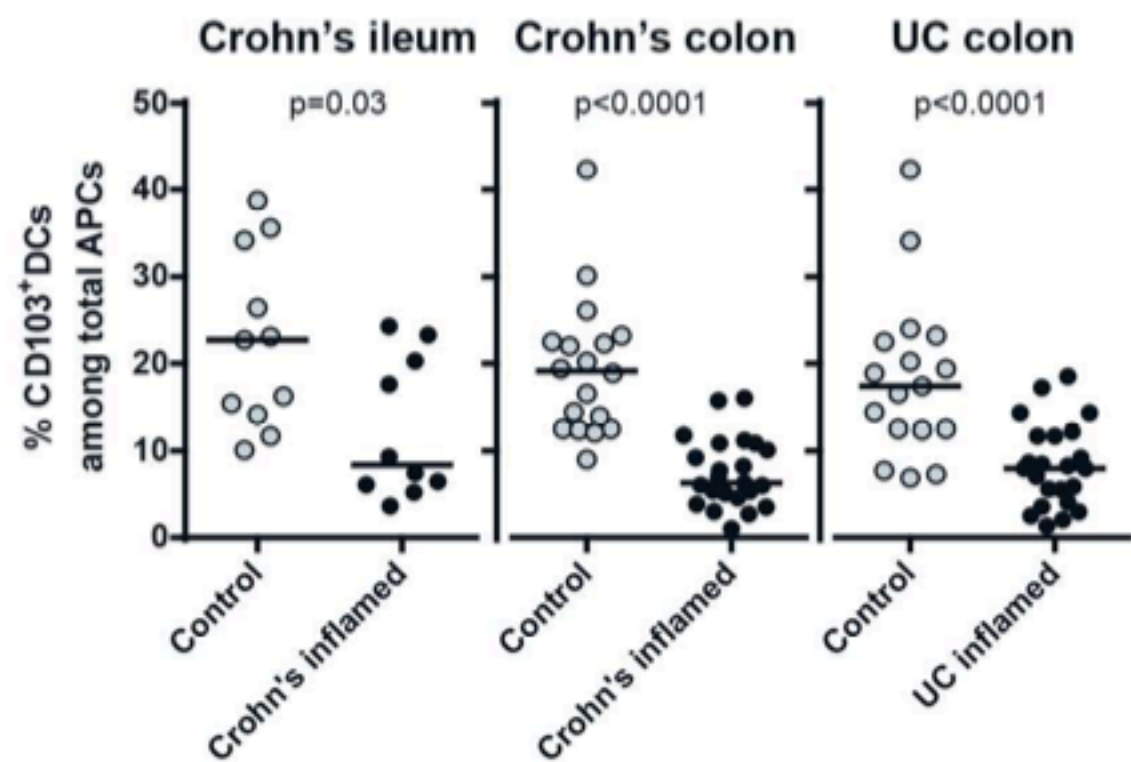 Crohn's ileum
Crohn's colon
UC colon
p=0.03
p<0.0001
p<0.0001
% CD103+DCs
among total APCs
50
40
30
20
10
0
Control
Crohn's inflamed
Control
Crohn's inflamed
Control
UC inflamed